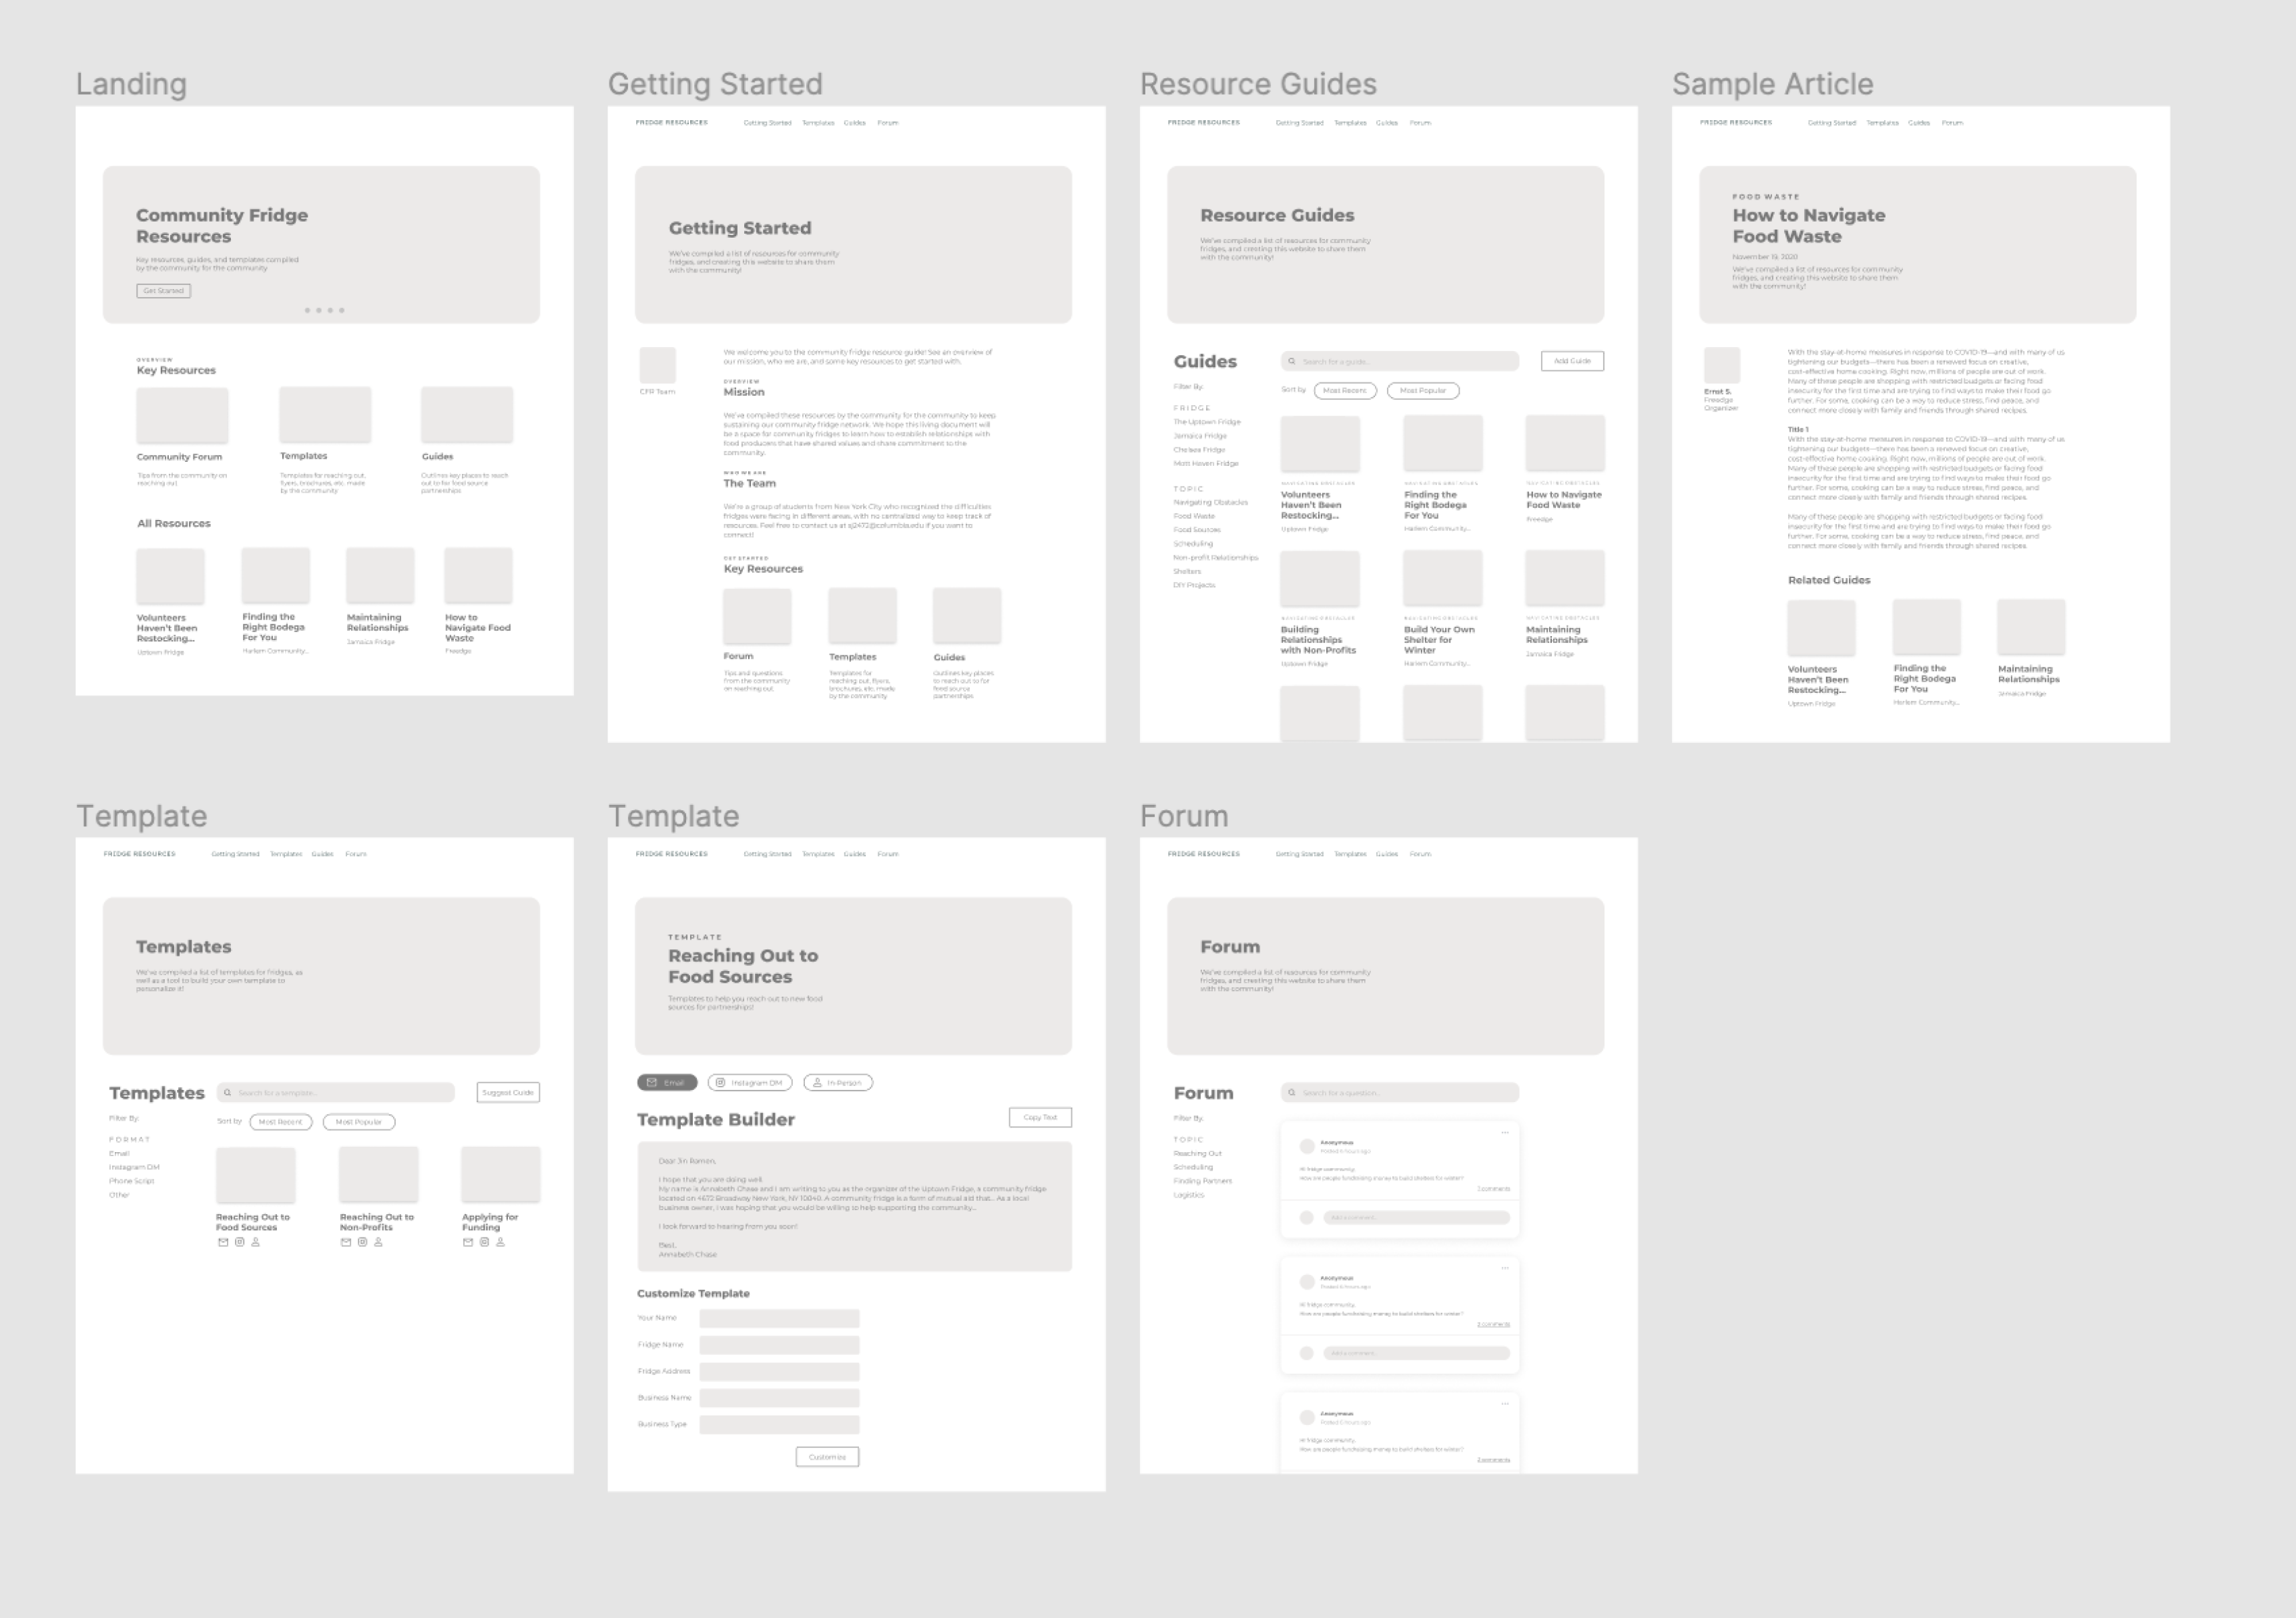 Landing
Community Fridge
Resources
Key resources, guides, and templates compiled
by the community for the community
Get Started
OVERVIEW
Key Resources
Community Forum
Tips from the community on
reaching out
Templates
Templates for reaching out,
flyers, brochures, etc. made
by the community
Guides
Outlines key places to reach
out to for food source
partnerships
All Resources
Volunteers
Haven't Been
Restocking...
Uptown Fridge
Finding the
Right Bodega
For You
Harlem Community...
Maintaining
Relationships
Jamaica Fridge
How to
Navigate Food
Waste
Freedge
Getting Started
FRIDGE RESOURCES Getting Started Templates Guides Forum
Getting Started
We've compiled a list of resources for community
fridges, and creating this website to share them
with the community!
CFR Team
We welcome you to the community fridge resource guide! See an overview of
our mission, who we are, and some key resources to get started with.
OVERVIEW
Mission
We've compiled these resources by the community for the community to keep
sustaining our community fridge network. We hope this living document will
be a space for community fridges to learn how to establish relationships with
food producers that have shared values and share commitment to the
community.
WHO WE ARE
The Team
We're a group of students from New York City who recognized the difficulties
fridges were facing in different areas, with no centralized way to keep track of
resources. Feel free to contact us at sj2472@columbia.edu if you want to
connect!
GET STARTED
Key Resources
Forum
Tips and questions
from the community
on reaching out
Templates
Templates for
reaching out, flyers,
brochures, etc. made
by the community
Guides
Outlines key places
to reach out to for
food source
partnerships
Resource Guides
FRIDGE RESOURCES Getting Started Templates Guides Forum
Resource Guides
We've compiled a list of resources for community
fridges, and creating this website to share them
with the community!
Guides
Search for a guide...
Add Guide
Filter By:
Sort by Most Recent Most Popular
FRIDGE
The Uptown Fridge
Jamaica Fridge
Chelsea Fridge
Mott Haven Fridge
TOPIC
Navigating Obstacles
Food Waste
Food Sources
Scheduling
Non-profit Relationships
Shelters
DIY Projects
NAVIGATING OBSTACLES
Volunteers
Haven't Been
Restocking...
Uptown Fridge
NAVIGATING OBSTACLES
Finding the
Right Bodega
For You
Harlem Community...
NAVIGATING OBSTACLES
How to Navigate
Food Waste
Freedge
NAVIGATING OBSTACLES
Building
Relationships
with Non-Profits
Uptown Fridge
NAVIGATING OBSTACLES
Build Your Own
Shelter for
Winter
Harlem Community...
NAVIGATING OBSTACLES
Maintaining
Relationships
Jamaica Fridge
Sample Article
FRIDGE RESOURCES Getting Started Templates Guides Forum
FOOD WASTE
How to Navigate
Food Waste
November 19, 2020
We've compiled a list of resources for community
fridges, and creating this website to share them
with the community!
Ernst S.
Freedge
Organizer
With the stay-at-home measures in response to COVID-19—and with many of us
tightening our budgets—there has been a renewed focus on creative,
cost-effective home cooking. Right now, millions of people are out of work.
Many of these people are shopping with restricted budgets or facing food
insecurity for the first time and are trying to find ways to make their food go
further. For some, cooking can be a way to reduce stress, find peace, and
connect more closely with family and friends through shared recipes.
Title 1
With the stay-at-home measures in response to COVID-19—and with many of us
tightening our budgets—there has been a renewed focus on creative,
cost-effective home cooking. Right now, millions of people are out of work.
Many of these people are shopping with restricted budgets or facing food
insecurity for the first time and are trying to find ways to make their food go
further. For some, cooking can be a way to reduce stress, find peace, and
connect more closely with family and friends through shared recipes.
Many of these people are shopping with restricted budgets or facing food
insecurity for the first time and are trying to find ways to make their food go
further. For some, cooking can be a way to reduce stress, find peace, and
connect more closely with family and friends through shared recipes.
Related Guides
Volunteers
Haven't Been
Restocking...
Uptown Fridge
Finding the
Right Bodega
For You
Harlem Community...
Maintaining
Relationships
Jamaica Fridge
Template
FRIDGE RESOURCES Getting Started Templates Guides Forum
Templates
We've compiled a list of templates for fridges, as
well as a tool to build your own template to
personalize it!
Templates
Search for a template...
Suggest Guide
Filter By:
Sort by Most Recent Most Popular
FORMAT
Email
Instagram DM
Phone Script
Other
Reaching Out to
Food Sources
Reaching Out to
Non-Profits
Applying for
Funding
Template
FRIDGE RESOURCES Getting Started Templates Guides Forum
TEMPLATE
Reaching Out to
Food Sources
Templates to help you reach out to new food
sources for partnerships!
Email Instagram DM In-Person
Template Builder
Copy Text
Dear Jin Ramen,
I hope that you are doing well.
My name is Annabeth Chase and I am writing to you as the organizer of the Uptown Fridge, a community fridge
located on 4672 Broadway New York, NY 10040. A community fridge is a form of mutual aid that... As a local
business owner, I was hoping that you would be willing to help supporting the community...
I look forward to hearing from you soon!
Best,
Annabeth Chase
Customize Template
Your Name
Fridge Name
Fridge Address
Business Name
Business Type
Customize
Forum
FRIDGE RESOURCES Getting Started Templates Guides Forum
Forum
We've compiled a list of resources for community
fridges, and creating this website to share them
with the community!
Forum
Search for a question...
Filter By:
TOPIC
Reaching Out
Scheduling
Finding Partners
Logistics
Anonymous
Posted 6 hours ago
Hi fridge community,
How are people fundraising money to build shelters for winter?
2 comments
Add a comment...
Anonymous
Posted 6 hours ago
Hi fridge community,
How are people fundraising money to build shelters for winter?
2 comments
Add a comment...
Anonymous
Posted 6 hours ago
Hi fridge community,
How are people fundraising money to build shelters for winter?
2 comments